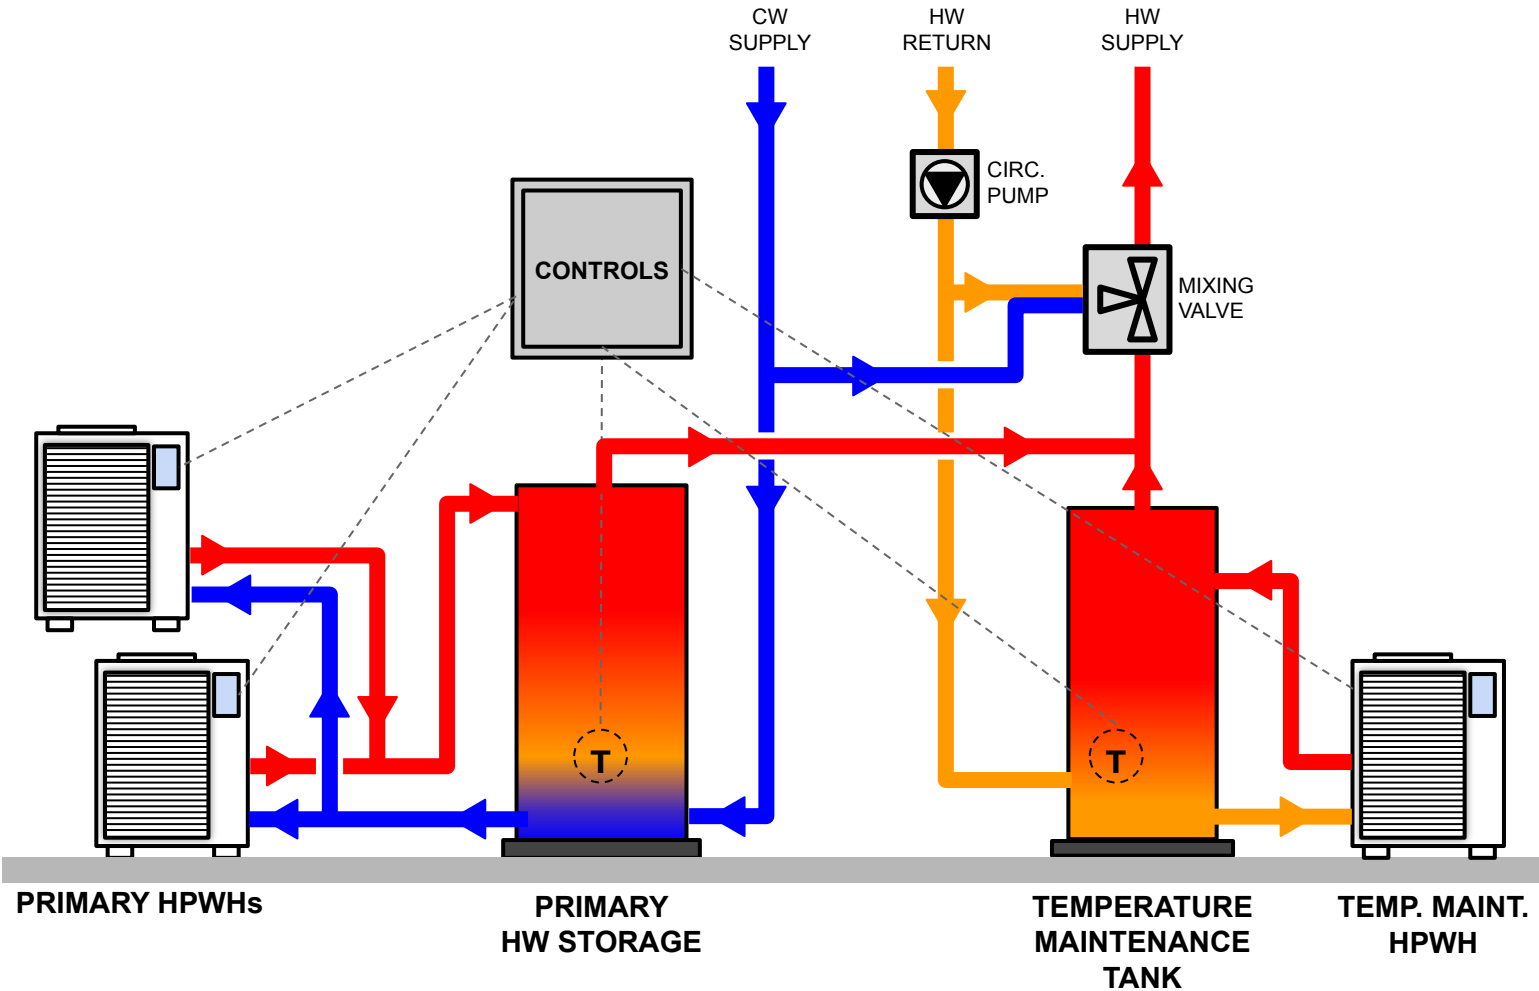 CW
SUPPLY
HW
RETURN
HW
SUPPLY
CIRC.
PUMP
CONTROLS
MIXING
VALVE
T
T
PRIMARY HPWHs
PRIMARY
HW STORAGE
TEMPERATURE
MAINTENANCE
TANK
TEMP. MAINT.
HPWH